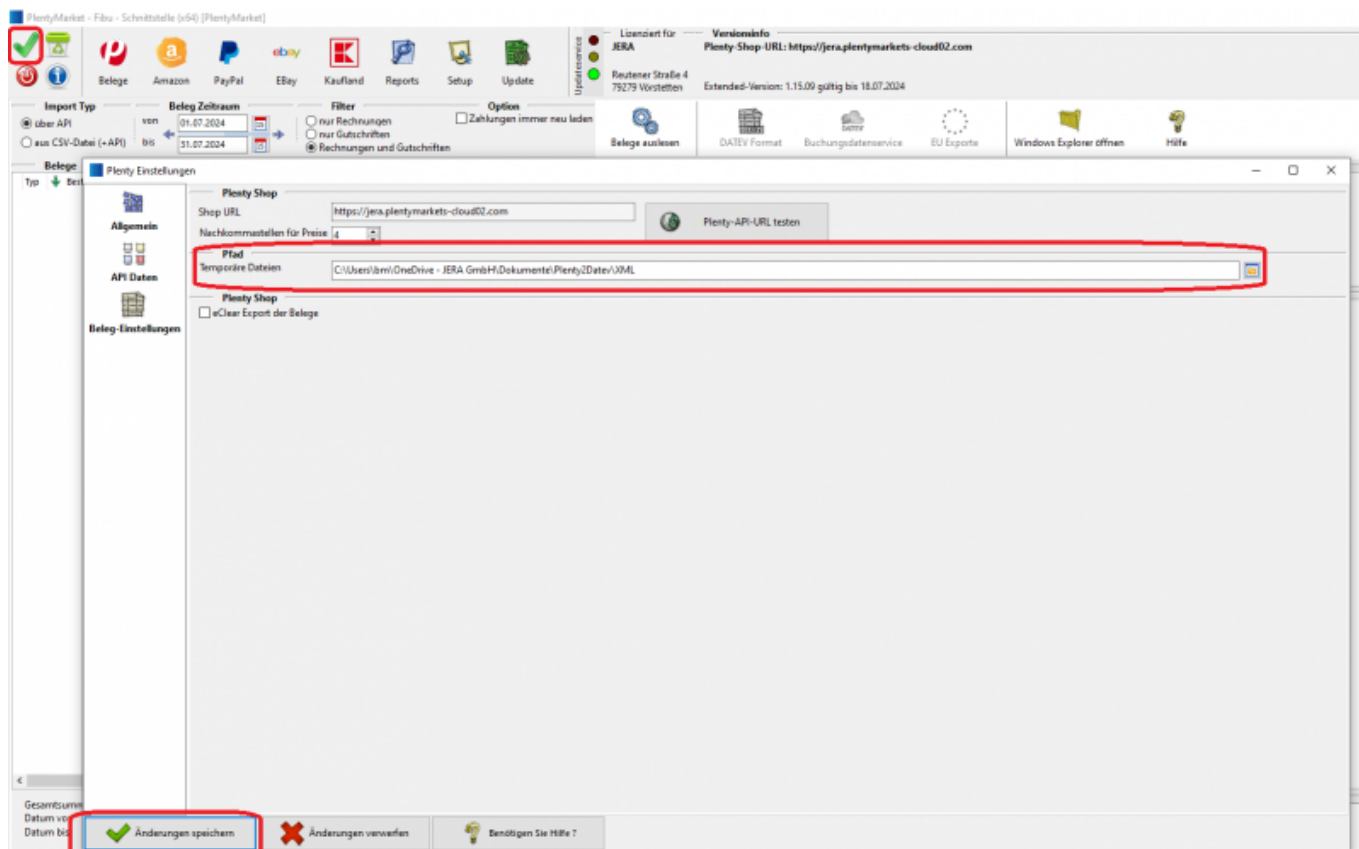 PlentyMarket - Fibu - Schnittstelle (x64) [PlentyMarket]
Belege Amazon PayPal EBay Kaufland Reports Setup Update
Updateservice
Lizenziert für
JERA
Reutener Straße 4
79279 Vörstetten
Versionsinfo
Plenty-Shop-URL: https://jera.plentymarkets-cloud02.com
Extended-Version: 1.15.09 gültig bis 18.07.2024
Import Typ
über API
aus CSV-Datei (+API)
Beleg Zeitraum
von 01.07.2024
bis 31.07.2024
Filter
nur Rechnungen
nur Gutschriften
Rechnungen und Gutschriften
Option
Zahlungen immer neu laden
Belege auslesen DATEV Format Buchungsdatenservice EU Exporte Windows Explorer öffnen Hilfe
Belege
Typ Best
Plenty Einstellungen
Allgemein
API Daten
Beleg-Einstellungen
Plenty Shop
Shop URL https://jera.plentymarkets-cloud02.com
Nachkommastellen für Preise 4
Plenty-API-URL testen
Pfad
Temporäre Dateien C:\Users\bm\OneDrive - JERA GmbH\Dokumente\Plenty2Datev\XML
Plenty Shop
eClear Export der Belege
Gesamtsumm
Datum vo
Datum bis
Änderungen speichern Änderungen verwerfen Benötigen Sie Hilfe ?